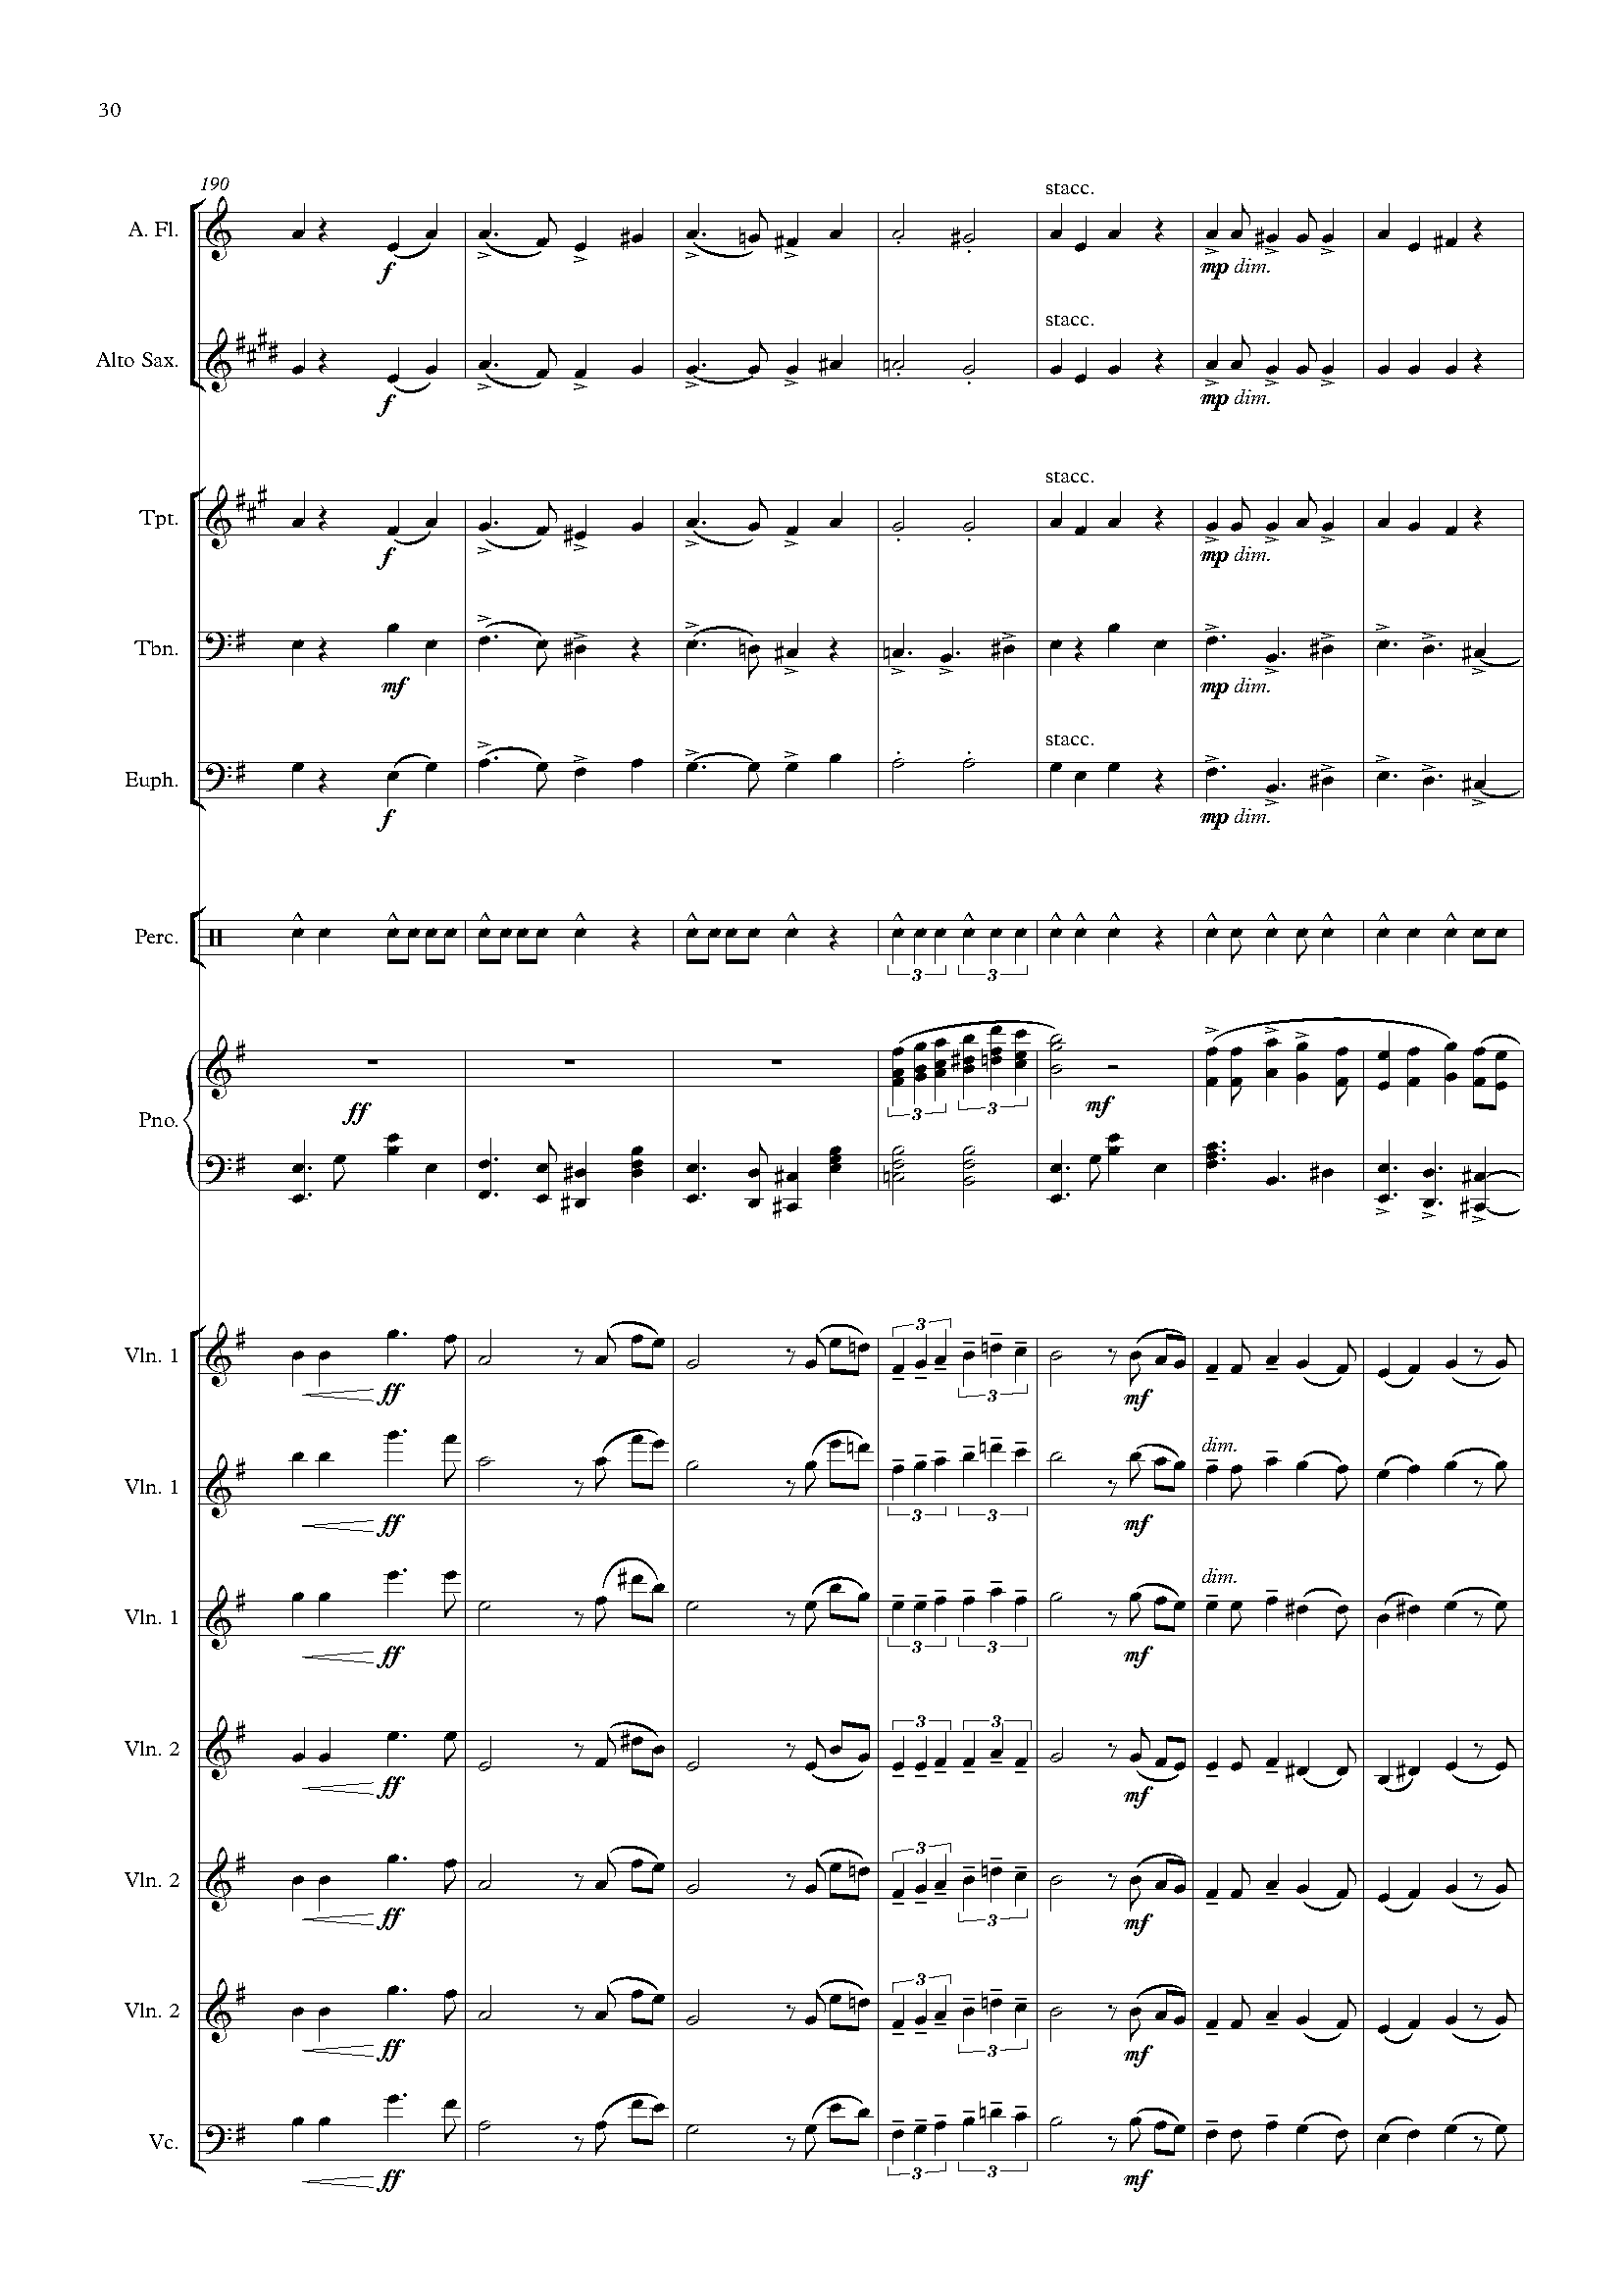 30
190
stacc.
A. Fl.
f
mp dim.
stacc.
Alto Sax.
f
mp dim.
stacc.
Tpt.
f
mp dim.
Tbn.
mf
mp dim.
stacc.
Euph.
f
mp dim.
Perc.
3 3
3 3
ff mf
Pno.
3
Vln. 1
3
ff mf
dim.
Vln. 1
3 3
ff mf
dim.
Vln. 1
3 3
ff mf
3 3
Vln. 2
ff mf
3
Vln. 2
3
ff mf
3
Vln. 2
3
ff mf
Vc.
3 3
ff mf